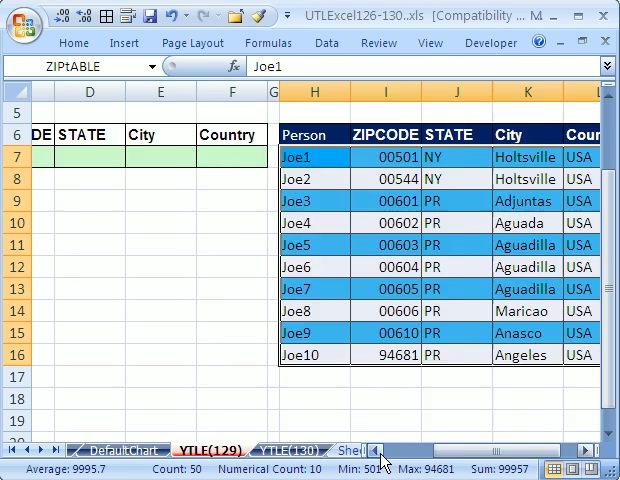 UTLExcel126-130..xls [Compatibility M...
Home Insert Page Layout Formulas Data Review View Developer
ZIPtABLE fx Joe1
D E F G H I J K L
5
6 DE STATE City Country Person ZIPCODE STATE City Coun
7 Joe1 00501 NY Holtsville USA
8 Joe2 00544 NY Holtsville USA
9 Joe3 00601 PR Adjuntas USA
10 Joe4 00602 PR Aguada USA
11 Joe5 00603 PR Aguadilla USA
12 Joe6 00604 PR Aguadilla USA
13 Joe7 00605 PR Aguadilla USA
14 Joe8 00606 PR Maricao USA
15 Joe9 00610 PR Anasco USA
16 Joe10 94681 PR Angeles USA
17
18
19
DefaultChart YTLE(129) YTLE(130) Shee
Average: 9995.7 Count: 50 Numerical Count: 10 Min: 501 Max: 94681 Sum: 99957